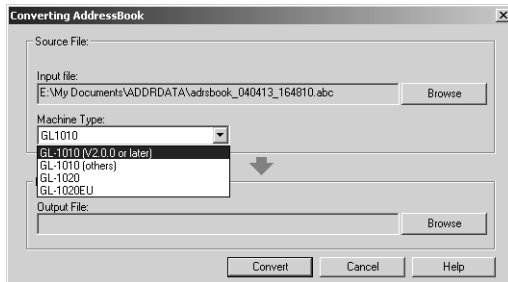 Converting AddressBook
Source File:
Input file:
E:\My Documents\ADDRDATA\adrsbook_040413_164810.abc
Browse
Machine Type:
GL1010
GL-1010 (V2.0.0 or later)
GL-1010 (others)
GL-1020
GL-1020EU
Output File:
Browse
Convert Cancel Help